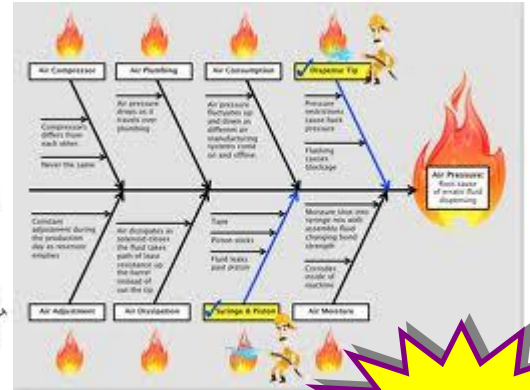 Air Compressor
Air Plumbing
Air Consumption
Dispense Tip
Compressors
differs from
each other.
Never the same
Air pressure
drops as it
travels over
plumbing
Air pressure
fluctuates up
and down as
different air
manufacturing
systems come
on and offline.
Pressure
restrictions
cause back
pressure
Flashing
causes
blockage
Air Pressure:
Root cause
of erratic fluid
dispensing
Constant
adjustment during
the production
day as reservoir
empties
Air dissipates as
solenoid closes
the fluid takes
path of least
resistance up
the barrel
instead of
out the tip
Tape
Piston sticks
Fluid leaks
past piston
Moisture
into
syringe mix with
assembly fluid
changing bond
strength
Corrodes
inside of
machine
Air Adjustment
Air Dissipation
Syringe & Piston
Air Moisture